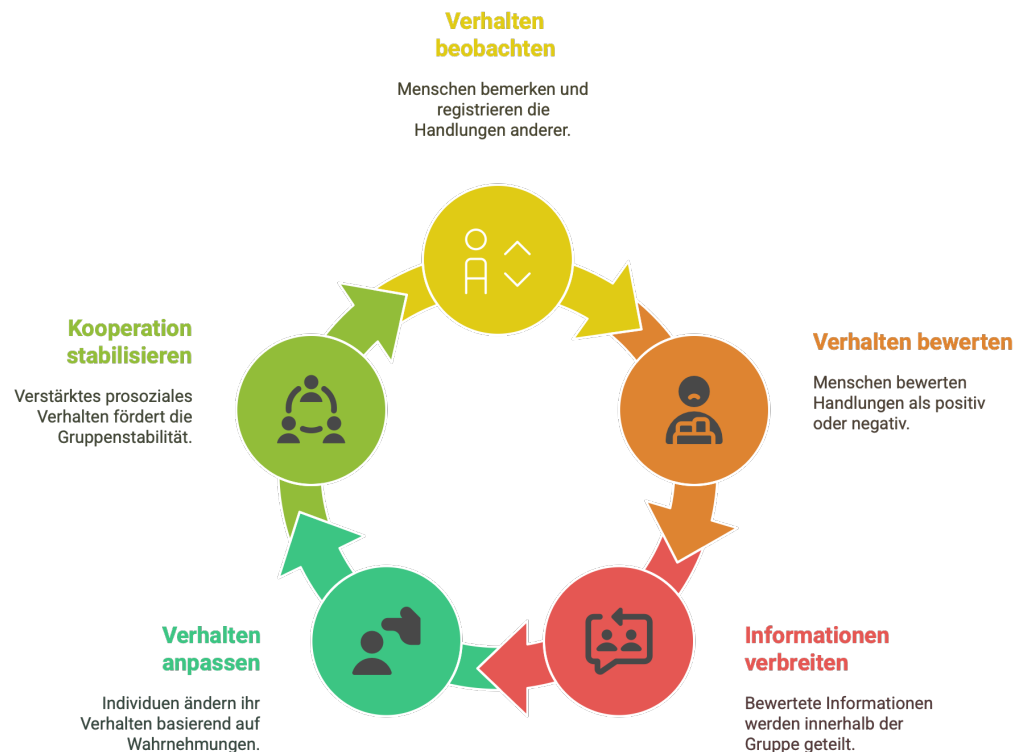 Verhalten
beobachten
Menschen bemerken und
registrieren die
Handlungen anderer.
Verhalten bewerten
Menschen bewerten
Handlungen als positiv
oder negativ.
Informationen
verbreiten
Bewertete Informationen
werden innerhalb der
Gruppe geteilt.
Verhalten
anpassen
Individuen ändern ihr
Verhalten basierend auf
Wahrnehmungen.
Kooperation
stabilisieren
Verstärktes prosoziales
Verhalten fördert die
Gruppenstabilität.